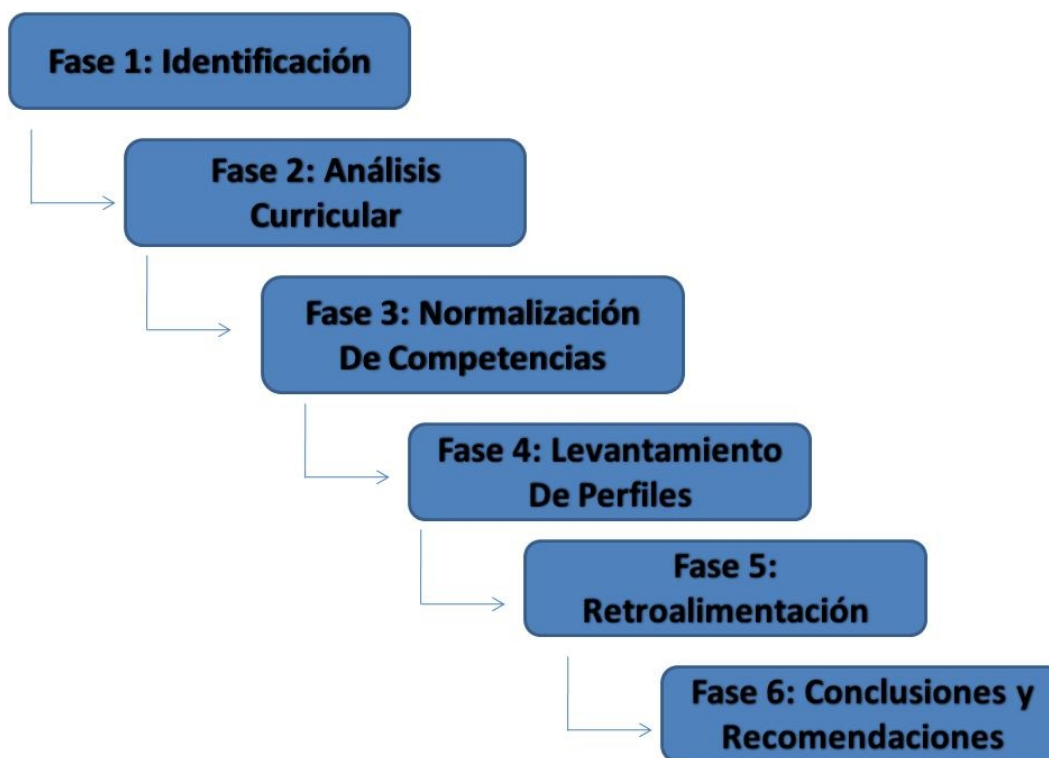 Fase 1: Identificación
Fase 2: Análisis
Curricular
Fase 3: Normalización
De Competencias
Fase 4: Levantamiento
De Perfiles
Fase 5:
Retroalimentación
Fase 6: Conclusiones y
Recomendaciones